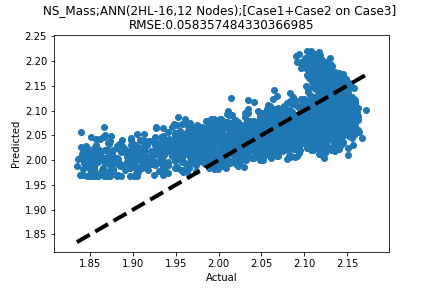 NS_Mass;ANN(2HL-16,12 Nodes);[Case1+Case2 on Case3]
RMSE:0.058357484330366985
2.25
2.20
2.15
2.10
2.05
2.00
1.95
1.90
1.85
Predicted
1.85 1.90 1.95 2.00 2.05 2.10 2.15
Actual